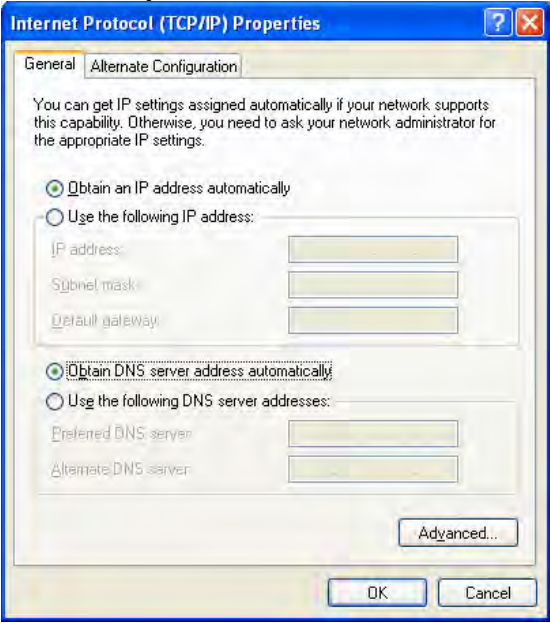 Internet Protocol (TCP/IP) Properties
General
Alternate Configuration
You can get IP settings assigned automatically if your network supports
this capability. Otherwise, you need to ask your network administrator for
the appropriate IP settings.
Obtain an IP address automatically
Use the following IP address:
IP address:
Subnet mask:
Default gateway:
Obtain DNS server address automatically
Use the following DNS server addresses:
Preferred DNS server:
Alternate DNS server:
Advanced...
OK
Cancel